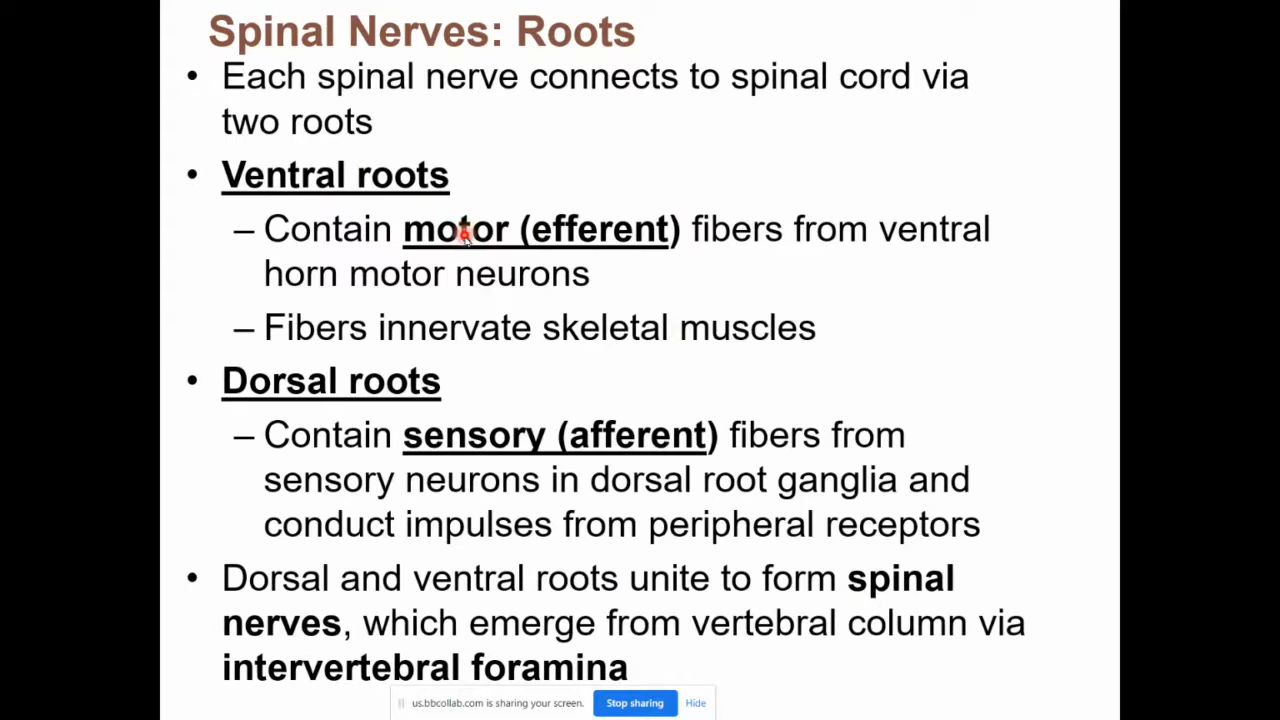 Spinal Nerves: Roots
• Each spinal nerve connects to spinal cord via
two roots
• Ventral roots
– Contain motor (efferent) fibers from ventral
horn motor neurons
– Fibers innervate skeletal muscles
• Dorsal roots
– Contain sensory (afferent) fibers from
sensory neurons in dorsal root ganglia and
conduct impulses from peripheral receptors
• Dorsal and ventral roots unite to form spinal
nerves, which emerge from vertebral column via
intervertebral foramina
us.bbcollab.com is sharing your screen. Stop sharing Hide